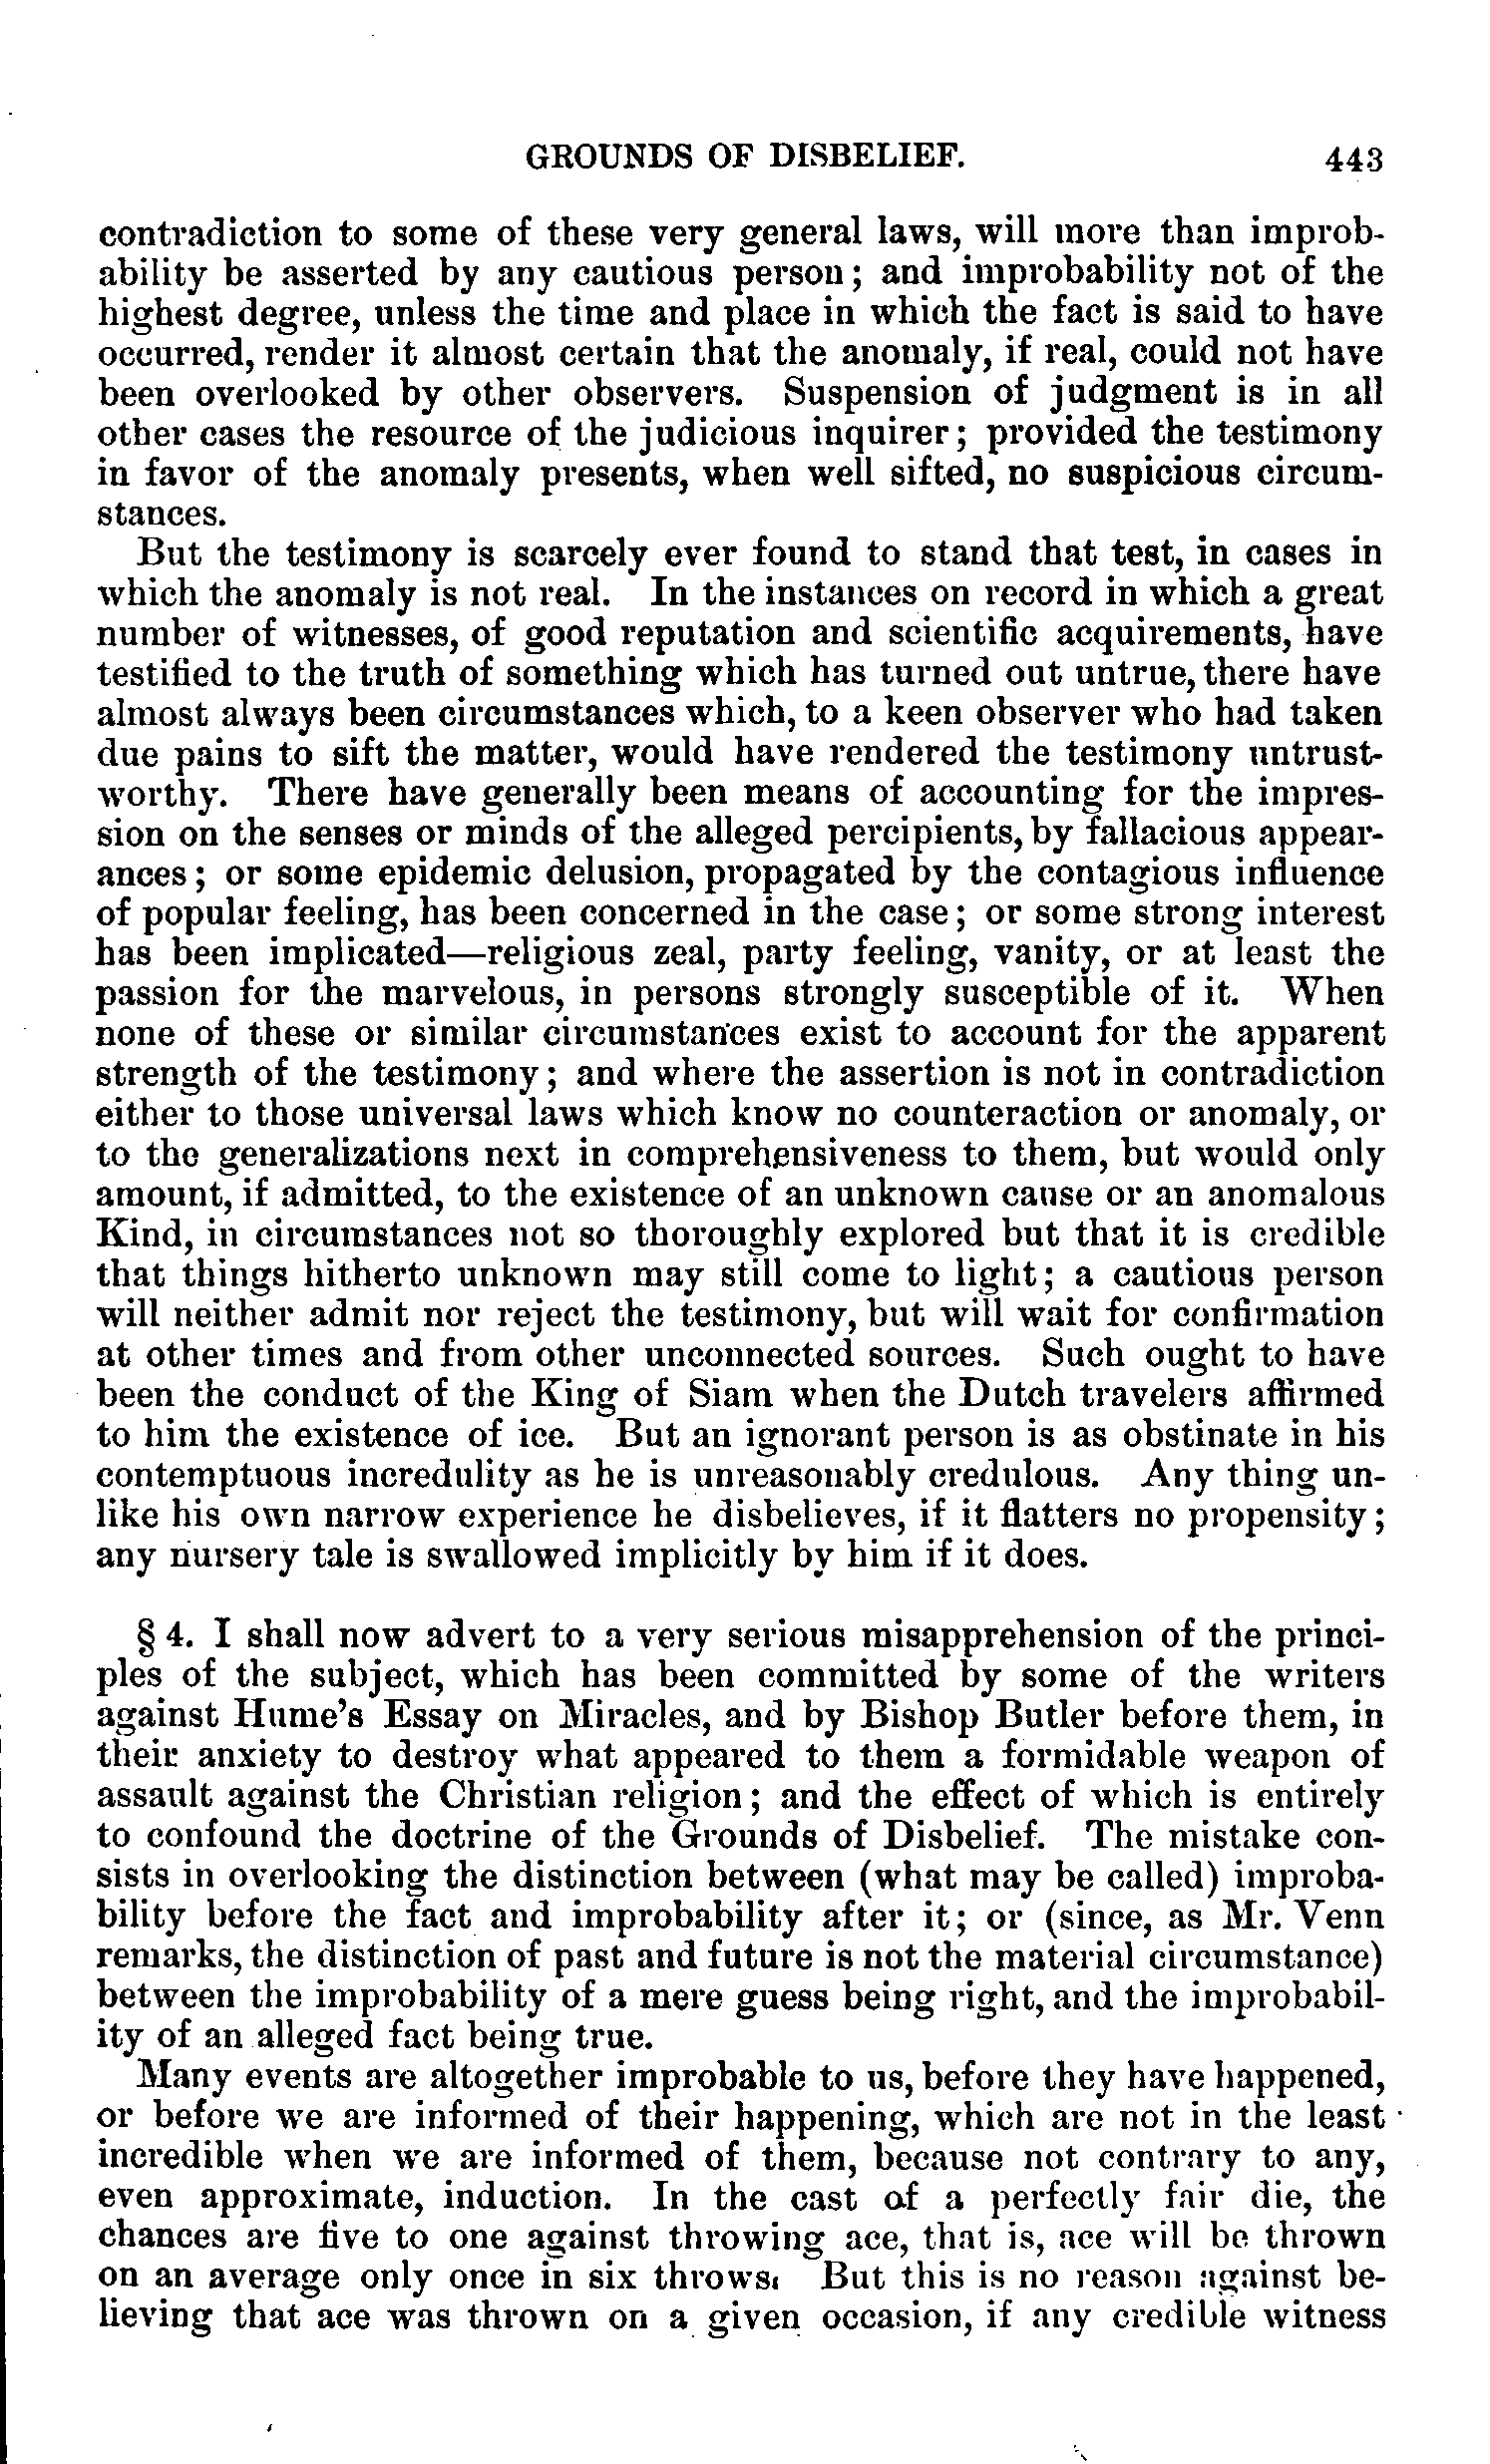 GROUNDS OF DISBELIEF. 443
contradiction to some of these very general laws, will more than improb-
ability be asserted by any cautious person; and improbability not of the
highest degree, unless the time and place in which the fact is said to have
occurred, render it almost certain that the anomaly, if real, could not have
been overlooked by other observers. Suspension of judgment is in all
other cases the resource of the judicious inquirer; provided the testimony
in favor of the anomaly presents, when well sifted, no suspicious circum-
stances.
But the testimony is scarcely ever found to stand that test, in cases in
which the anomaly is not real. In the instances on record in which a great
number of witnesses, of good reputation and scientific acquirements, have
testified to the truth of something which has turned out untrue, there have
almost always been circumstances which, to a keen observer who had taken
due pains to sift the matter, would have rendered the testimony untrust-
worthy. There have generally been means of accounting for the impres-
sion on the senses or minds of the alleged percipients, by fallacious appear-
ances; or some epidemic delusion, propagated by the contagious influence
of popular feeling, has been concerned in the case; or some strong interest
has been implicated—religious zeal, party feeling, vanity, or at least the
passion for the marvelous, in persons strongly susceptible of it. When
none of these or similar circumstances exist to account for the apparent
strength of the testimony; and where the assertion is not in contradiction
either to those universal laws which know no counteraction or anomaly, or
to the generalizations next in comprehensiveness to them, but would only
amount, if admitted, to the existence of an unknown cause or an anomalous
Kind, in circumstances not so thoroughly explored but that it is credible
that things hitherto unknown may still come to light; a cautious person
will neither admit nor reject the testimony, but will wait for confirmation
at other times and from other unconnected sources. Such ought to have
been the conduct of the King of Siam when the Dutch travelers affirmed
to him the existence of ice. But an ignorant person is as obstinate in his
contemptuous incredulity as he is unreasonably credulous. Any thing un-
like his own narrow experience he disbelieves, if it flatters no propensity;
any nursery tale is swallowed implicitly by him if it does.
§ 4. I shall now advert to a very serious misapprehension of the princi-
ples of the subject, which has been committed by some of the writers
against Hume's Essay on Miracles, and by Bishop Butler before them, in
their anxiety to destroy what appeared to them a formidable weapon of
assault against the Christian religion; and the effect of which is entirely
to confound the doctrine of the Grounds of Disbelief. The mistake con-
sists in overlooking the distinction between (what may be called) improba-
bility before the fact and improbability after it; or (since, as Mr. Venn
remarks, the distinction of past and future is not the material circumstance)
between the improbability of a mere guess being right, and the improbabil-
ity of an alleged fact being true.
Many events are altogether improbable to us, before they have happened,
or before we are informed of their happening, which are not in the least
incredible when we are informed of them, because not contrary to any,
even approximate, induction. In the cast of a perfectly fair die, the
chances are five to one against throwing ace, that is, ace will be thrown
on an average only once in six throws. But this is no reason against be-
lieving that ace was thrown on a given occasion, if any credible witness